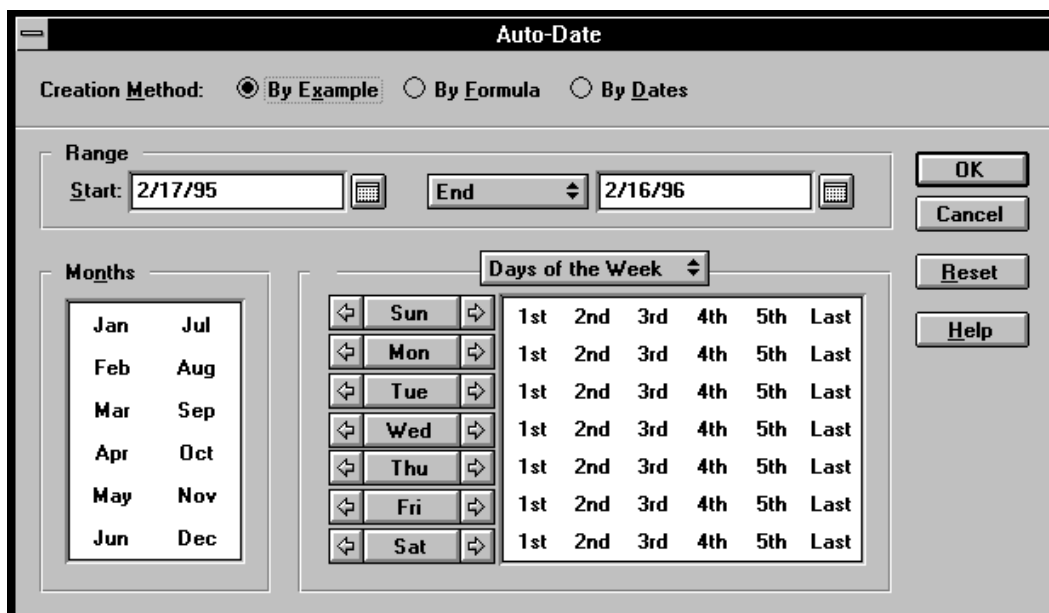 Auto-Date
Creation Method: By Example By Formula By Dates
Range
Start: 2/17/95 End 2/16/96
OK
Cancel
Reset
Help
Months
Jan Jul
Feb Aug
Mar Sep
Apr Oct
May Nov
Jun Dec
Days of the Week
Sun 1st 2nd 3rd 4th 5th Last
Mon 1st 2nd 3rd 4th 5th Last
Tue 1st 2nd 3rd 4th 5th Last
Wed 1st 2nd 3rd 4th 5th Last
Thu 1st 2nd 3rd 4th 5th Last
Fri 1st 2nd 3rd 4th 5th Last
Sat 1st 2nd 3rd 4th 5th Last